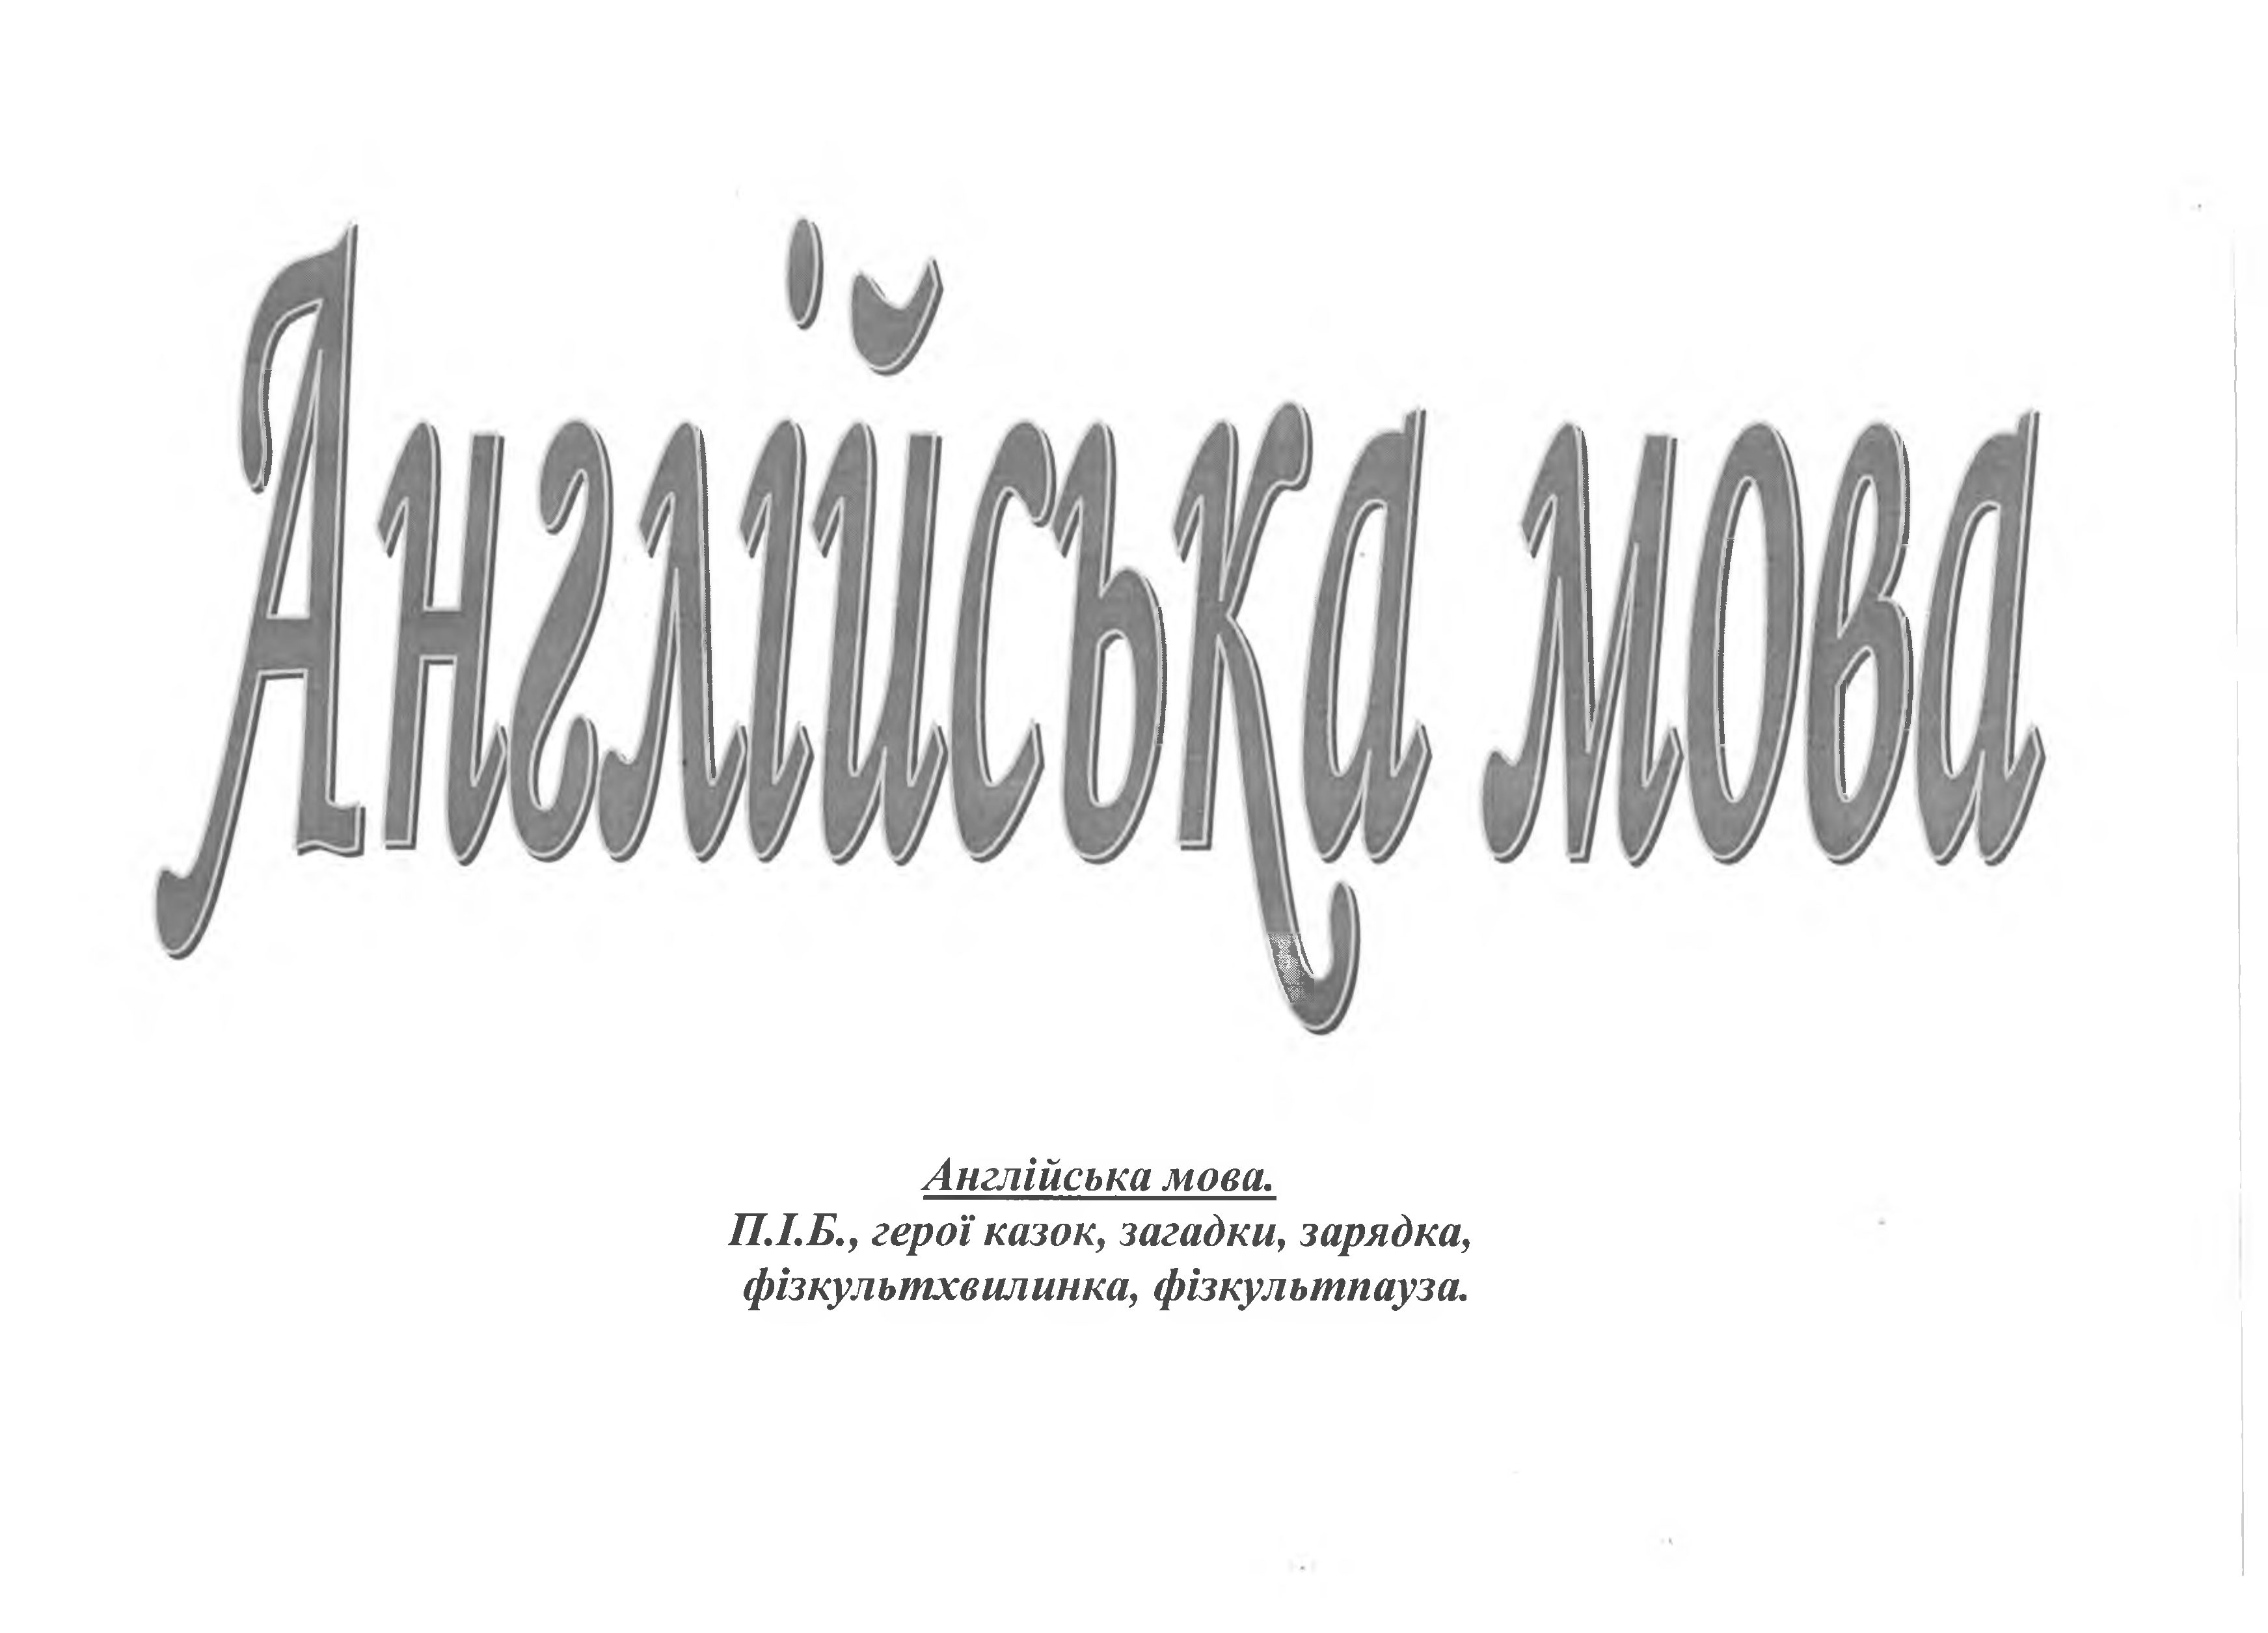 Англійська мова
Англійська мова.
П.І.Б., герої казок, загадки, зарядка,
фізкультхвилинка, фізкультпауза.